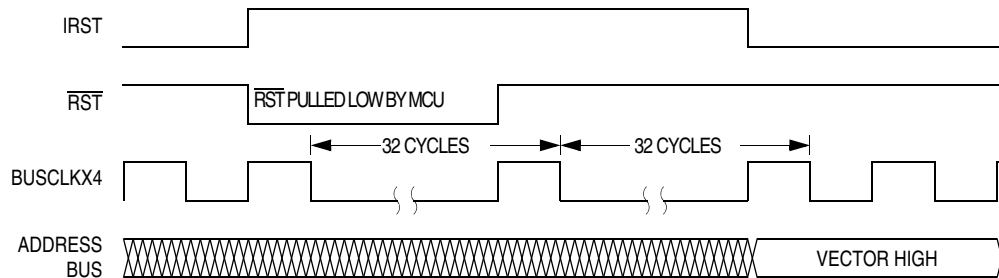 IRST
RST
RST PULLED LOW BY MCU
32 CYCLES
32 CYCLES
BUSCLKX4
ADDRESS
BUS
VECTOR HIGH